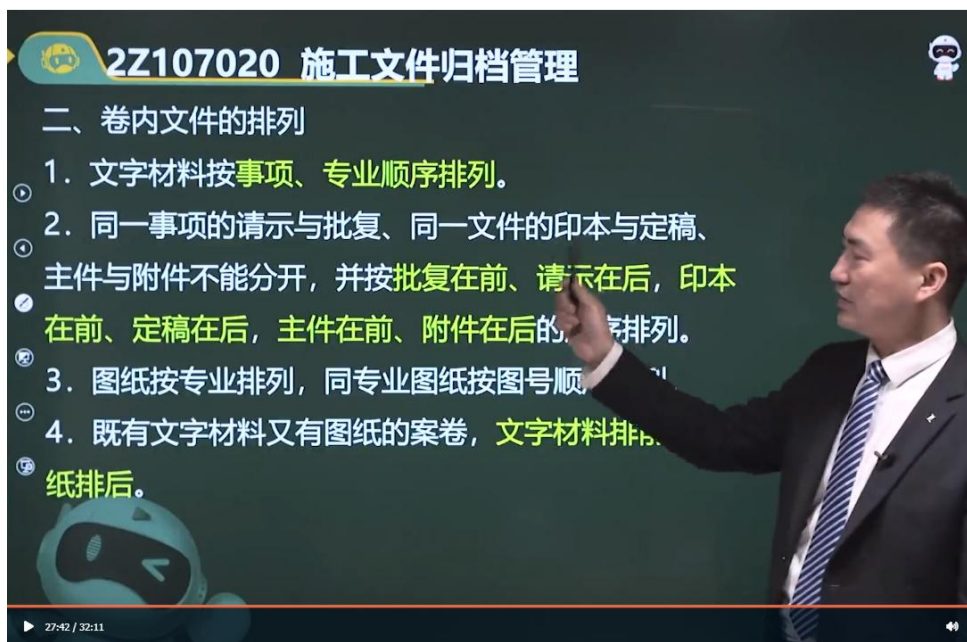 2Z107020 施工文件归档管理
二、卷内文件的排列
1. 文字材料按事项、专业顺序排列。
2. 同一事项的请示与批复、同一文件的印本与定稿、
主件与附件不能分开，并按批复在前、请示在后，印本
在前、定稿在后，主件在前、附件在后的 序排列。
3. 图纸按专业排列，同专业图纸按图号顺
4. 既有文字材料又有图纸的案卷，文字材料排前
纸排后。
27:42 / 32:11